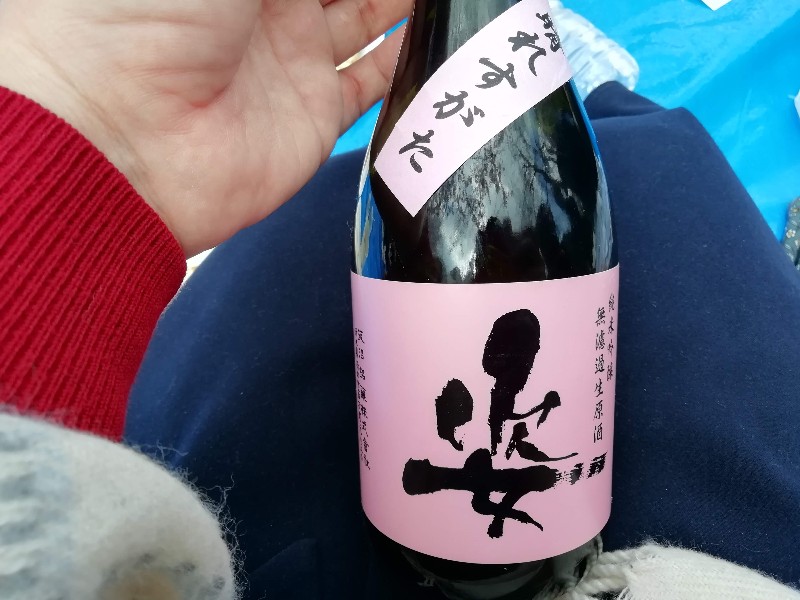 晴れすがた
純米吟醸
無濾過生原酒
姿